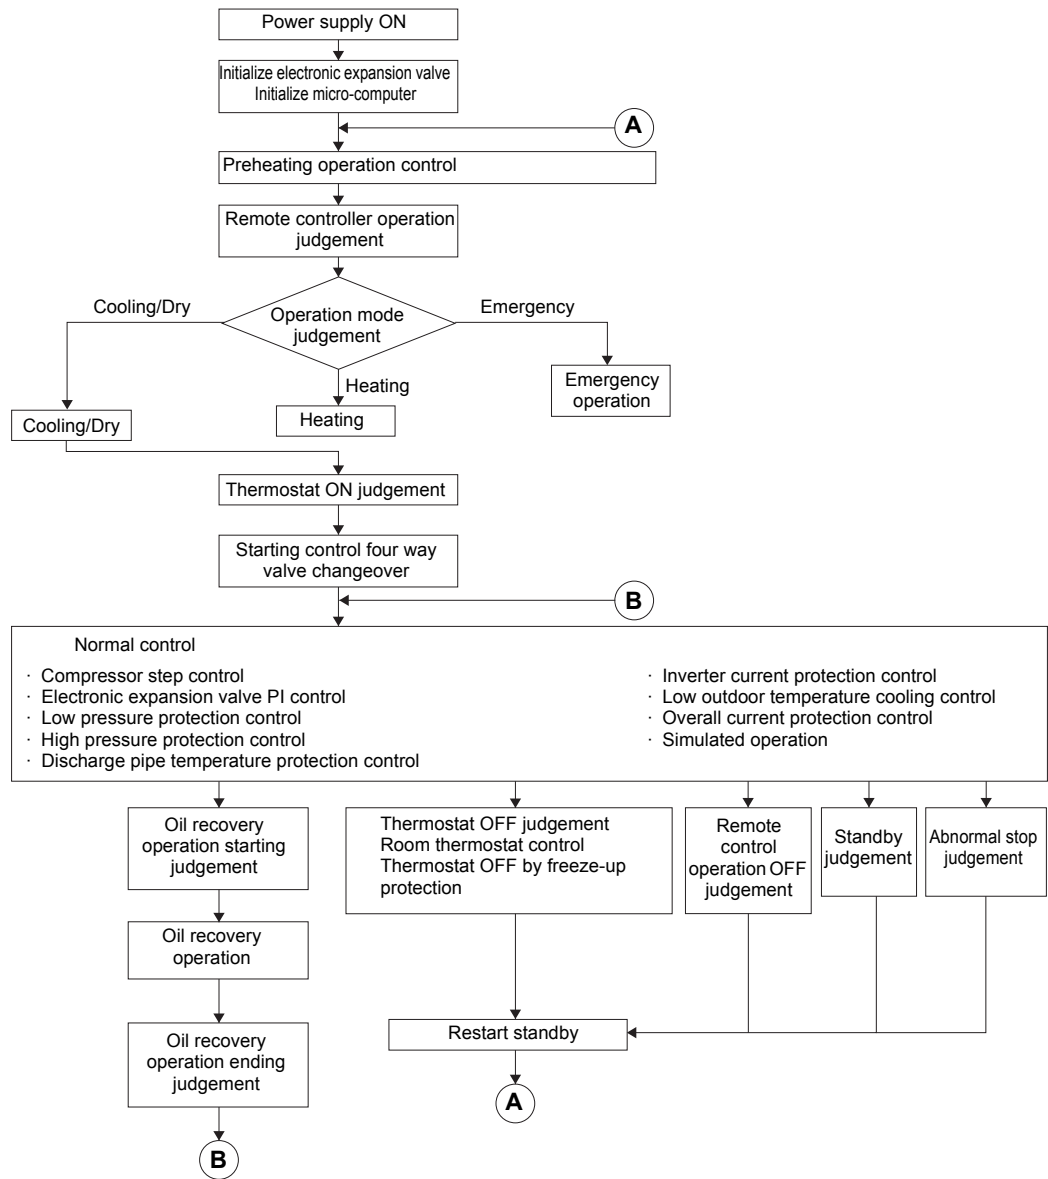 Power supply ON
Initialize electronic expansion valve
Initialize micro-computer
A
Preheating operation control
Remote controller operation
judgement
Cooling/Dry
Operation mode
judgement
Emergency
Heating
Emergency
operation
Cooling/Dry
Heating
Thermostat ON judgement
Starting control four way
valve changeover
B
Normal control
· Compressor step control
· Electronic expansion valve PI control
· Low pressure protection control
· High pressure protection control
· Discharge pipe temperature protection control
· Inverter current protection control
· Low outdoor temperature cooling control
· Overall current protection control
· Simulated operation
Oil recovery
operation starting
judgement
Thermostat OFF judgement
Room thermostat control
Thermostat OFF by freeze-up
protection
Remote
control
operation OFF
judgement
Standby
judgement
Abnormal stop
judgement
Oil recovery
operation
Oil recovery
operation ending
judgement
Restart standby
A
B